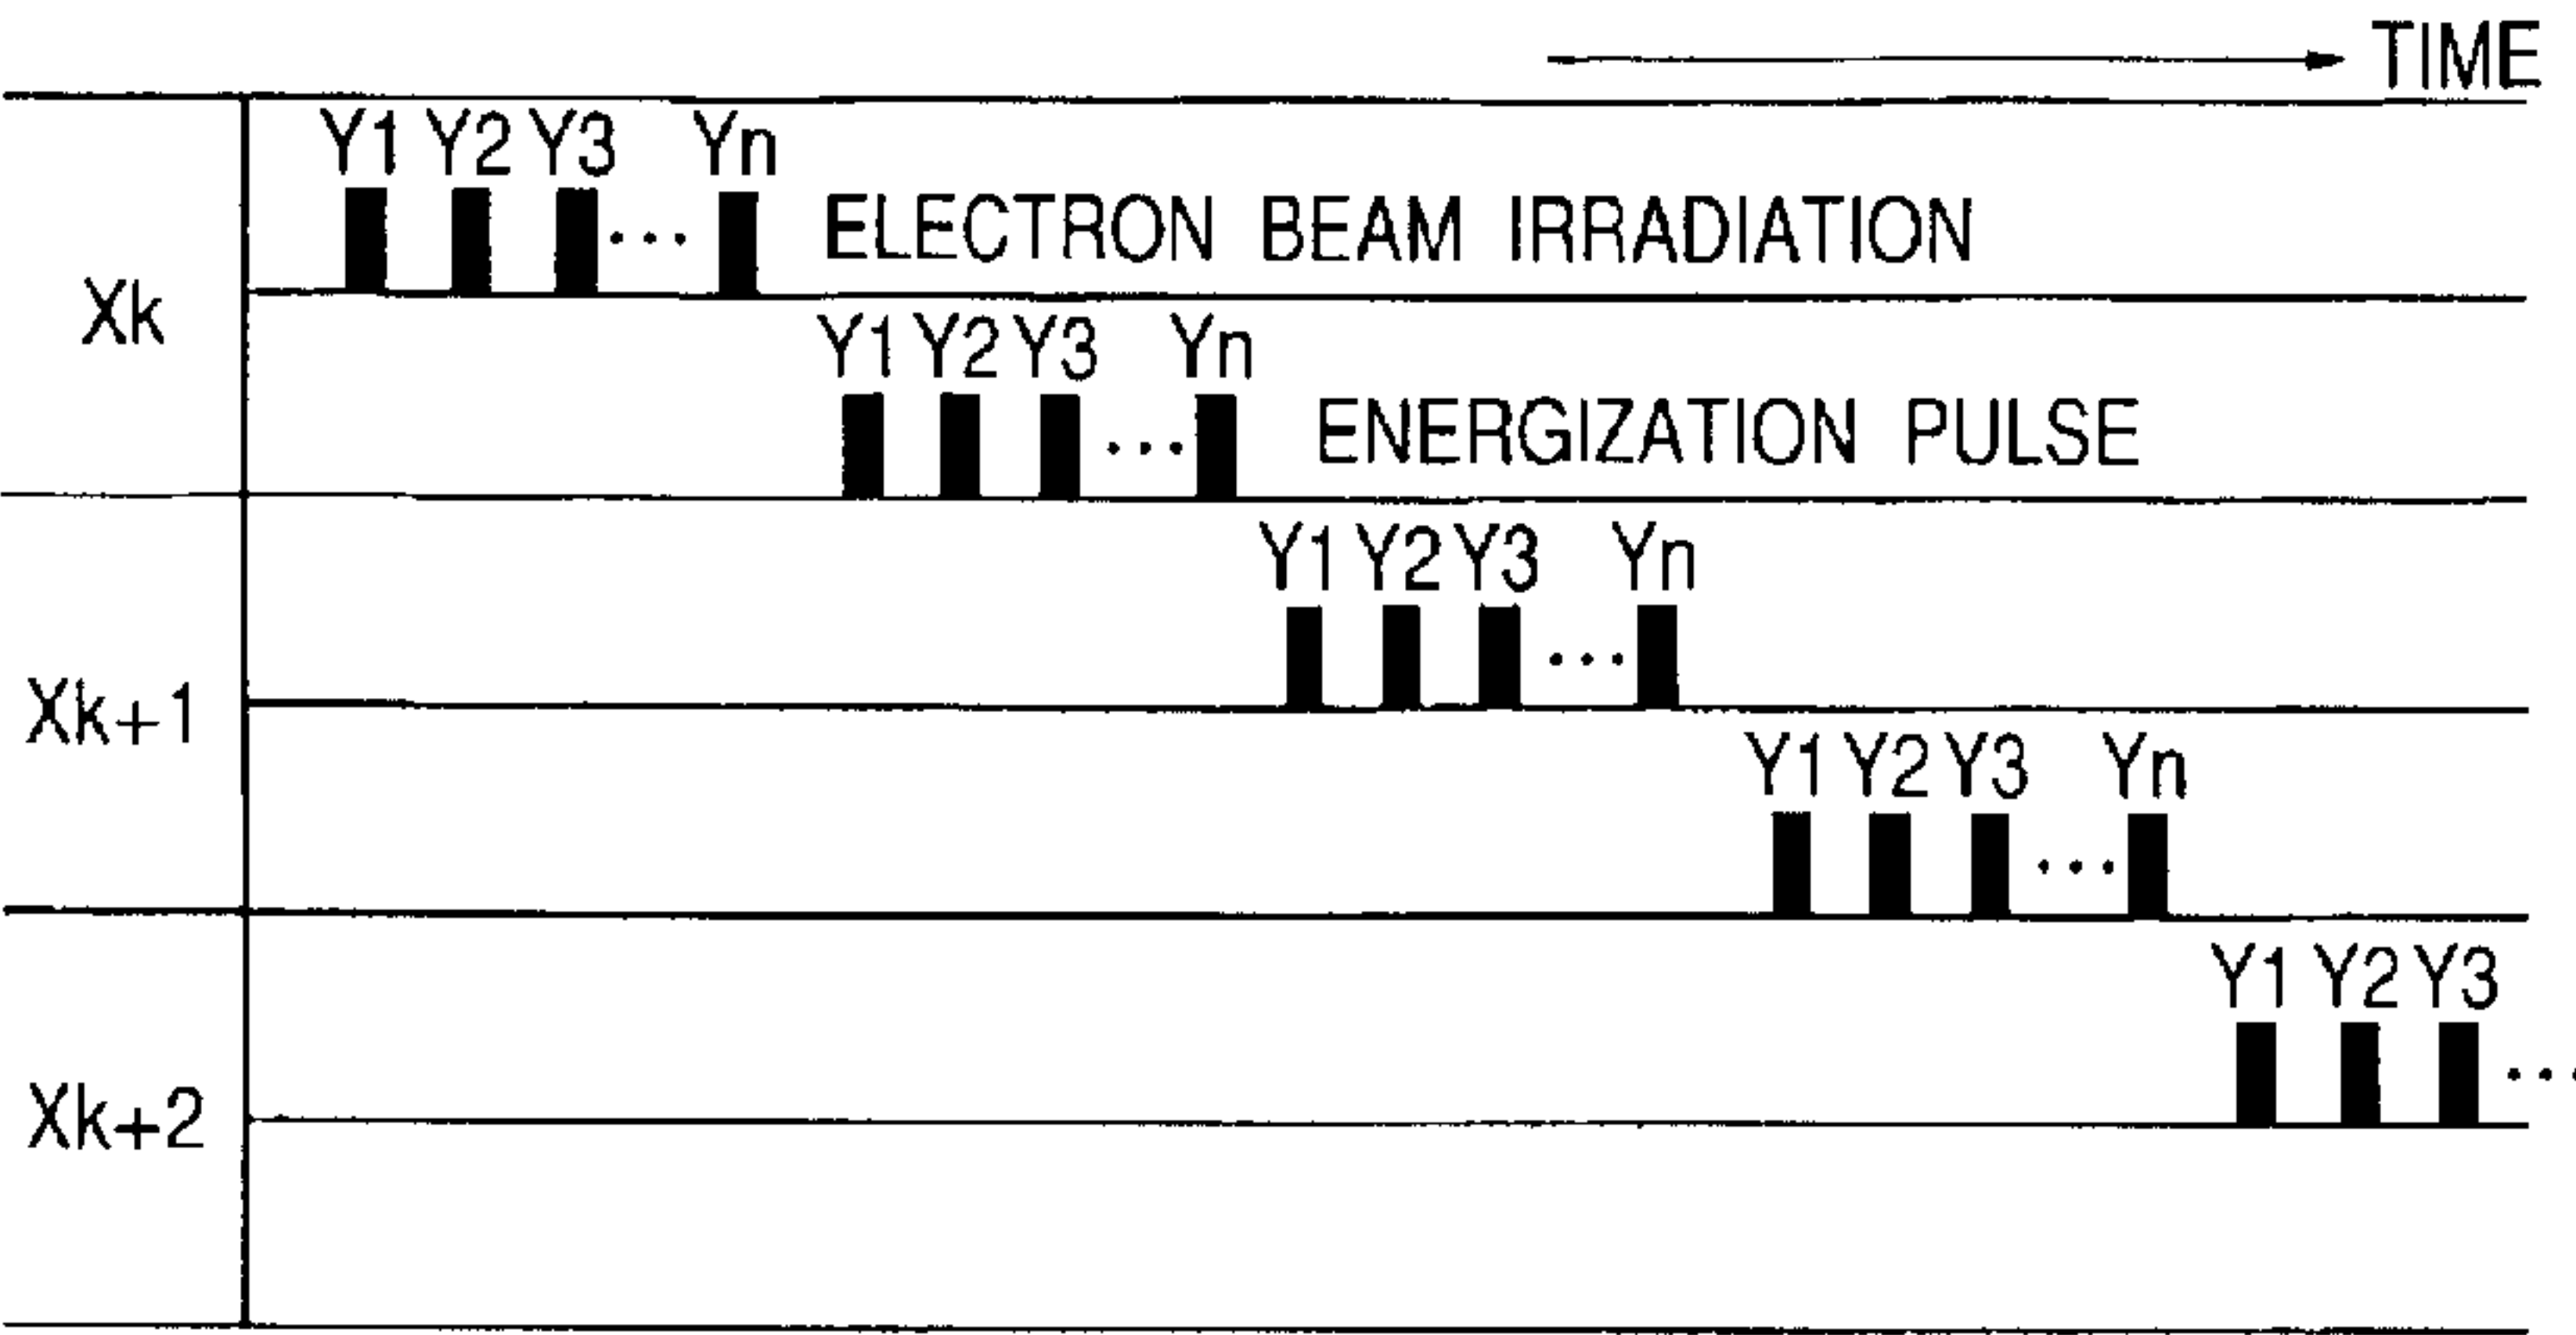 TIME
Y1 Y2 Y3 ... Yn
ELECTRON BEAM IRRADIATION
Xk
Y1 Y2 Y3 ... Yn
ENERGIZATION PULSE
Y1 Y2 Y3 ... Yn
Xk+1
Y1 Y2 Y3 ... Yn
Y1 Y2 Y3 ...
Xk+2